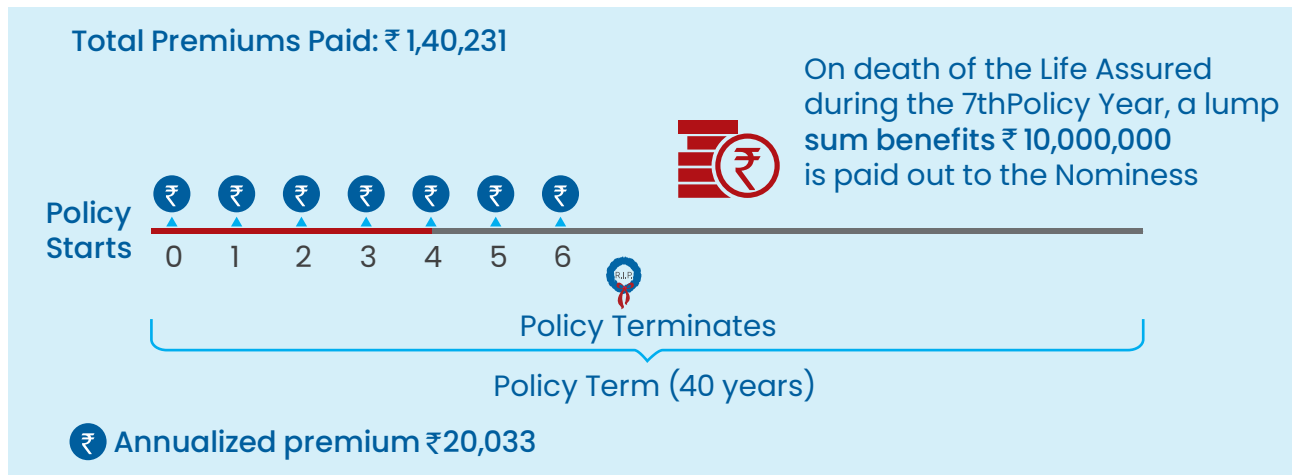 Total Premiums Paid: ₹ 1,40,231
On death of the Life Assured
during the 7thPolicy Year, a lump
sum benefits ₹ 10,000,000
is paid out to the Nominess
₹ ₹ ₹ ₹ ₹ ₹ ₹
₹
Policy
Starts
0 1 2 3 4 5 6
R.I.P.
Policy Terminates
Policy Term (40 years)
₹ Annualized premium ₹20,033